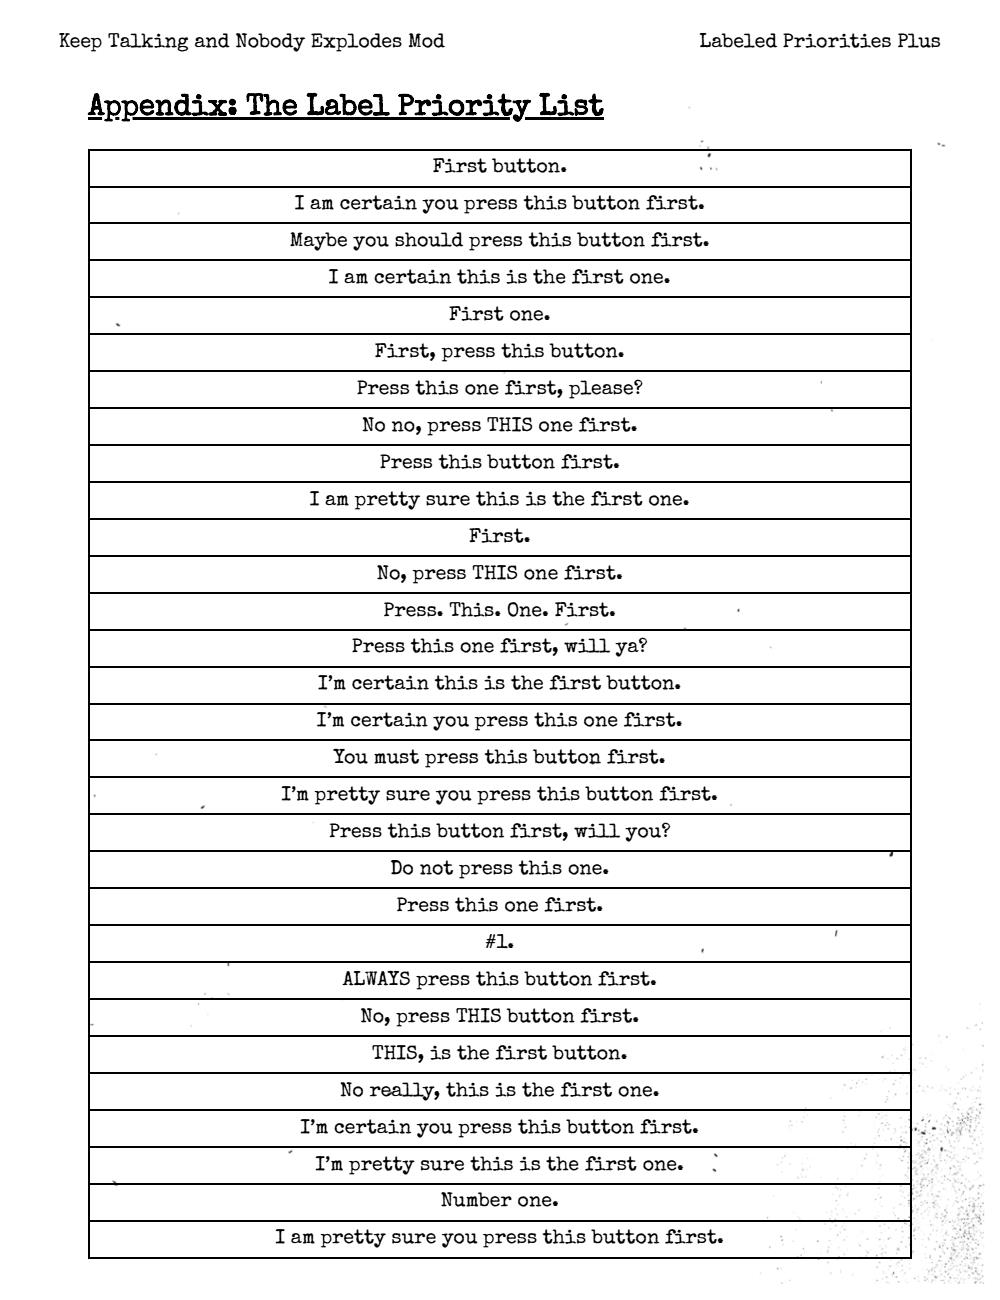 Keep Talking and Nobody Explodes Mod
Labeled Priorities Plus
Appendix: The Label Priority List
First button.
I am certain you press this button first.
Maybe you should press this button first.
I am certain this is the first one.
First one.
First, press this button.
Press this one first, please?
No no, press THIS one first.
Press this button first.
I am pretty sure this is the first one.
First.
No, press THIS one first.
Press. This. One. First.
Press this one first, will ya?
I'm certain this is the first button.
I'm certain you press this one first.
You must press this button first.
I'm pretty sure you press this button first.
Press this button first, will you?
Do not press this one.
Press this one first.
#1.
ALWAYS press this button first.
No, press THIS button first.
THIS, is the first button.
No really, this is the first one.
I'm certain you press this button first.
I'm pretty sure this is the first one.
Number one.
I am pretty sure you press this button first.